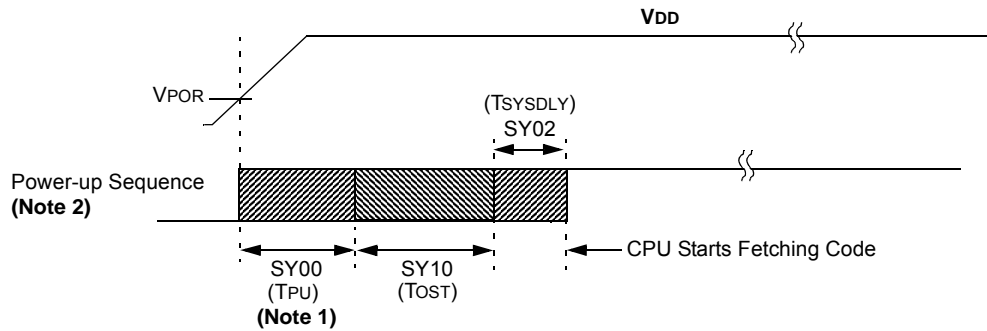 VDD
VPOR
(TSYSDLY)
SY02
Power-up Sequence
(Note 2)
CPU Starts Fetching Code
SY00
(TPU)
(Note 1)
SY10
(TOST)